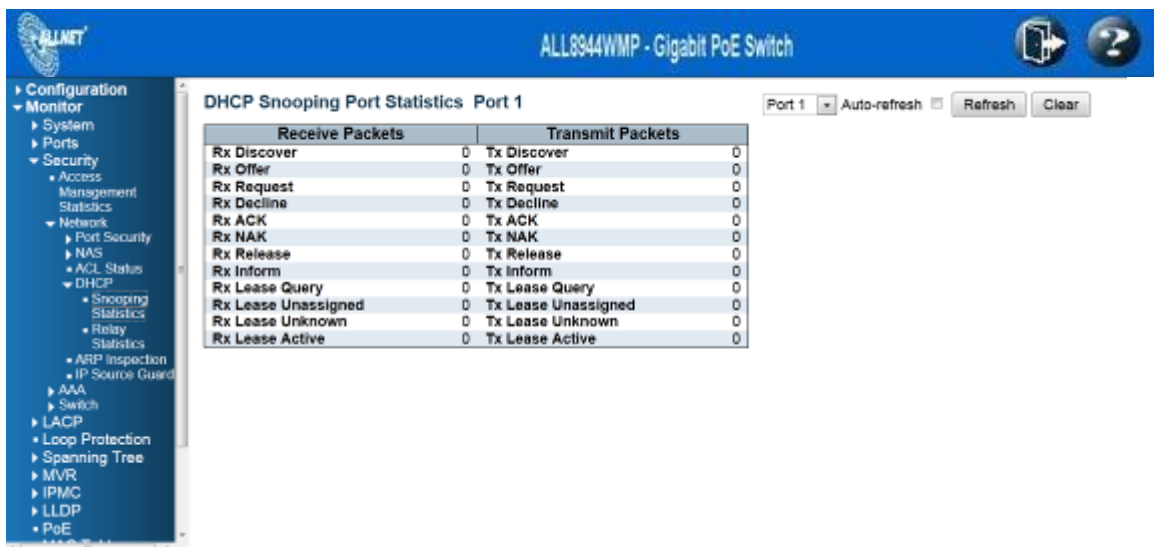 ALLNET
ALL8944WMP - Gigabit PoE Switch
Configuration
Monitor
System
Ports
Security
Access
Management
Statistics
Network
Port Security
NAS
ACL Status
DHCP
Snooping
Statistics
Relay
Statistics
ARP Inspection
IP Source Guard
AAA
Switch
LACP
Loop Protection
Spanning Tree
MVR
IPMC
LLDP
PoE
DHCP Snooping Port Statistics Port 1
Port 1 Auto-refresh Refresh Clear
Receive Packets Transmit Packets
Rx Discover 0 Tx Discover 0
Rx Offer 0 Tx Offer 0
Rx Request 0 Tx Request 0
Rx Decline 0 Tx Decline 0
Rx ACK 0 Tx ACK 0
Rx NAK 0 Tx NAK 0
Rx Release 0 Tx Release 0
Rx Inform 0 Tx Inform 0
Rx Lease Query 0 Tx Lease Query 0
Rx Lease Unassigned 0 Tx Lease Unassigned 0
Rx Lease Unknown 0 Tx Lease Unknown 0
Rx Lease Active 0 Tx Lease Active 0